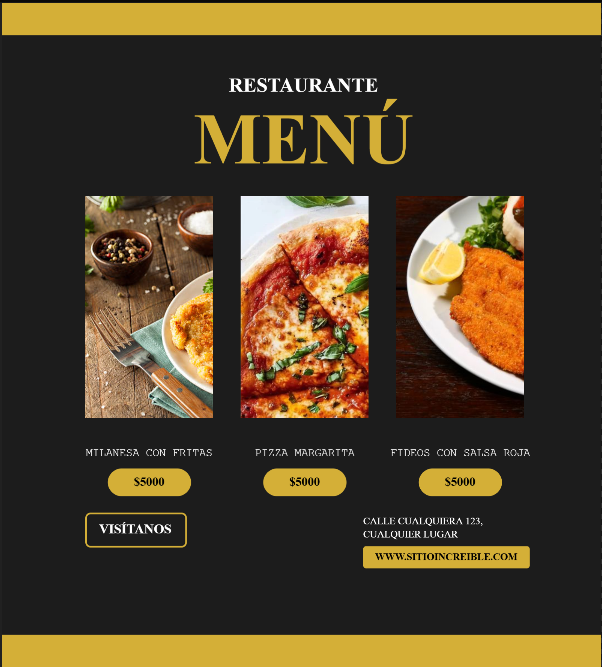 RESTAURANTE
MENÚ
MILANESA CON FRITAS
PIZZA MARGARITA
FIDEOS CON SALSA ROJA
$5000
$5000
$5000
VISÍTANOS
CALLE CUALQUIERA 123,
CUALQUIER LUGAR
WWW.SITIOINCREIBLE.COM